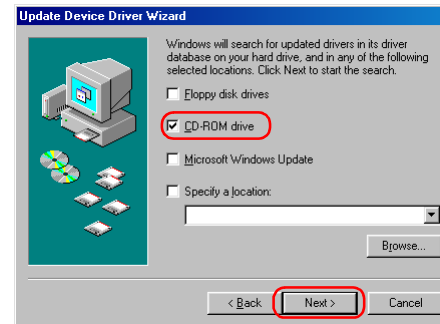 Update Device Driver Wizard
Windows will search for updated drivers in its driver
database on your hard drive, and in any of the following
selected locations. Click Next to start the search.
Floppy disk drives
CD-ROM drive
Microsoft Windows Update
Specify a location:
Browse...
< Back Next > Cancel